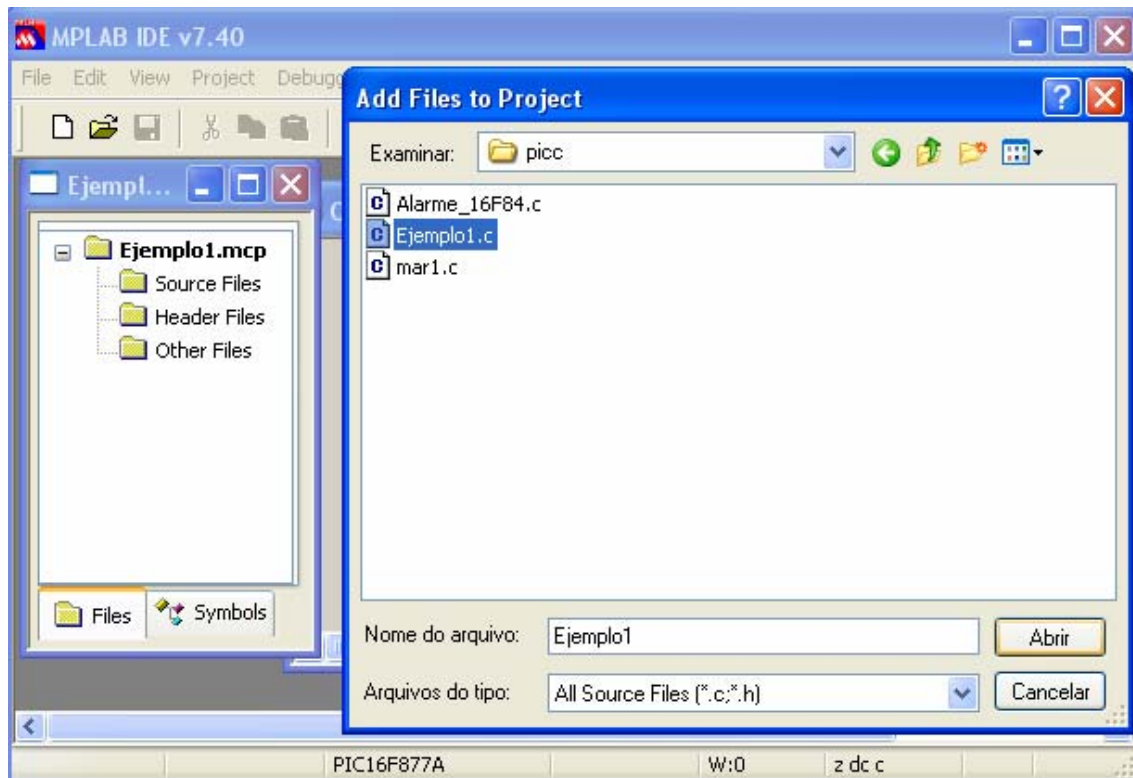 MPLAB IDE v7.40
File Edit View Project Debugg
Add Files to Project
Examinar: picc
Ejempl...
Ejemplo1.mcp
Source Files
Header Files
Other Files
Files Symbols
Alarme_16F84.c
Ejemplo1.c
mar1.c
Nome do arquivo: Ejemplo1 Abrir
Arquivos do tipo: All Source Files (*.c;*.h) Cancelar
PIC16F877A W:0 z dc c